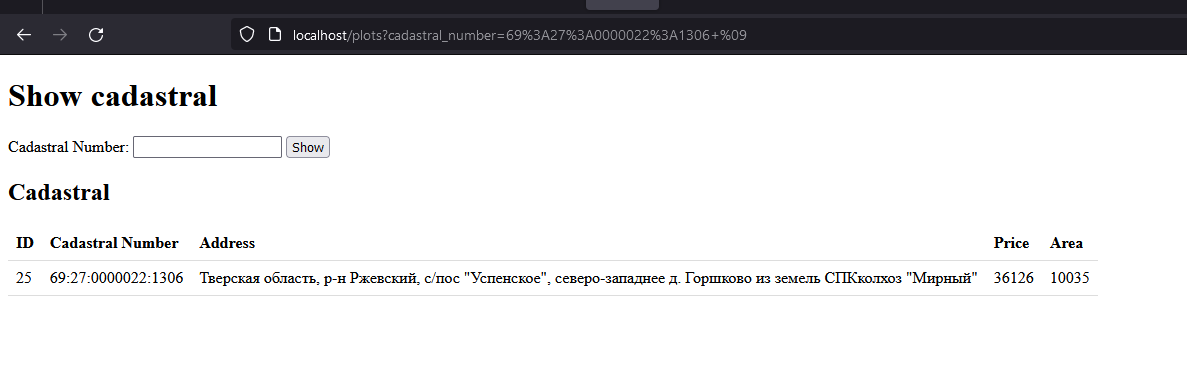 localhost/plots?cadastral_number=69%3A27%3A0000022%3A1306+%09
Show cadastral
Cadastral Number: Show
Cadastral
ID Cadastral Number Address Price Area
25 69:27:0000022:1306 Тверская область, р-н Ржевский, с/пос "Успенское", северо-западнее д. Горшково из земель СПКколхоз "Мирный" 36126 10035